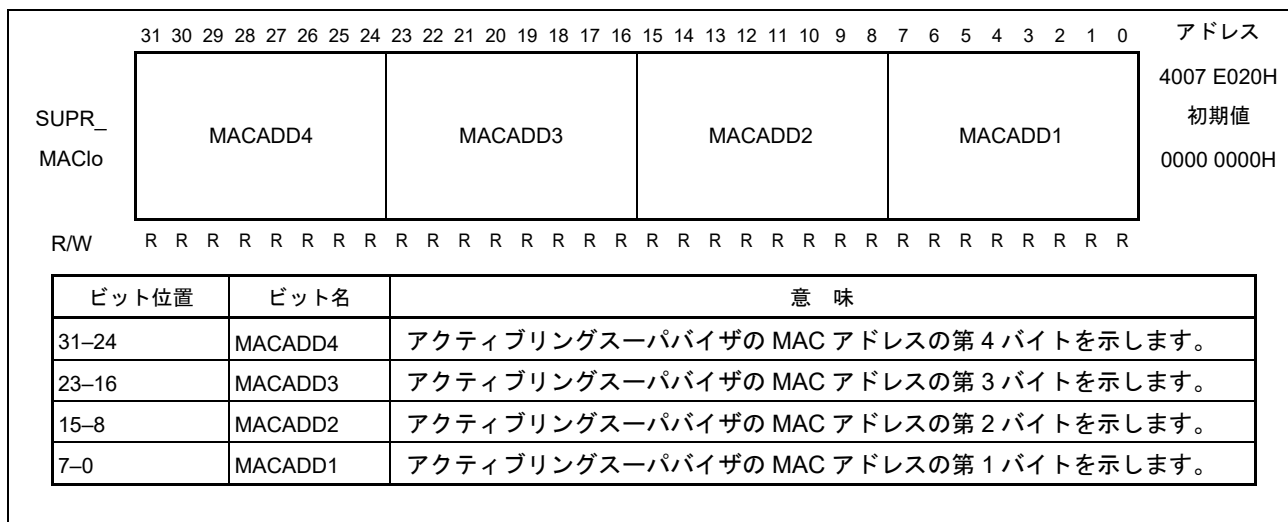 31 30 29 28 27 26 25 24 23 22 21 20 19 18 17 16 15 14 13 12 11 10 9 8 7 6 5 4 3 2 1 0 アドレス
4007 E020H
SUPR_
MAClo
MACADD4 MACADD3 MACADD2 MACADD1
初期値
0000 0000H
R/W R R R R R R R R R R R R R R R R R R R R R R R R R R R R R R R R
ビット位置 ビット名 意 味
31–24 MACADD4 アクティブリングスーパバイザの MAC アドレスの第 4 バイトを示します。
23–16 MACADD3 アクティブリングスーパバイザの MAC アドレスの第 3 バイトを示します。
15–8 MACADD2 アクティブリングスーパバイザの MAC アドレスの第 2 バイトを示します。
7–0 MACADD1 アクティブリングスーパバイザの MAC アドレスの第 1 バイトを示します。